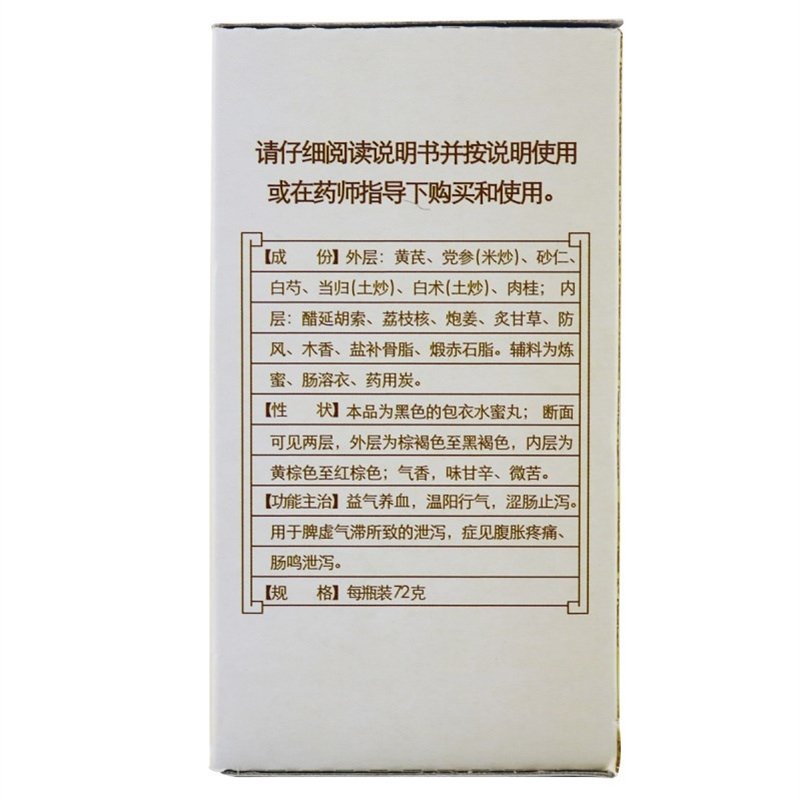 请仔细阅读说明书并按说明使用
或在药师指导下购买和使用。
【成　份】外层：黄芪、党参(米炒)、砂仁、
白芍、当归(土炒)、白术(土炒)、肉桂；内
层：醋延胡索、荔枝核、炮姜、炙甘草、防
风、木香、盐补骨脂、煅赤石脂。辅料为炼
蜜、肠溶衣、药用炭。
【性　状】本品为黑色的包衣水蜜丸；断面
可见两层，外层为棕褐色至黑褐色，内层为
黄棕色至红棕色；气香，味甘辛、微苦。
【功能主治】益气养血，温阳行气，涩肠止泻。
用于脾虚气滞所致的泄泻，症见腹胀疼痛、
肠鸣泄泻。
【规　格】每瓶装72克